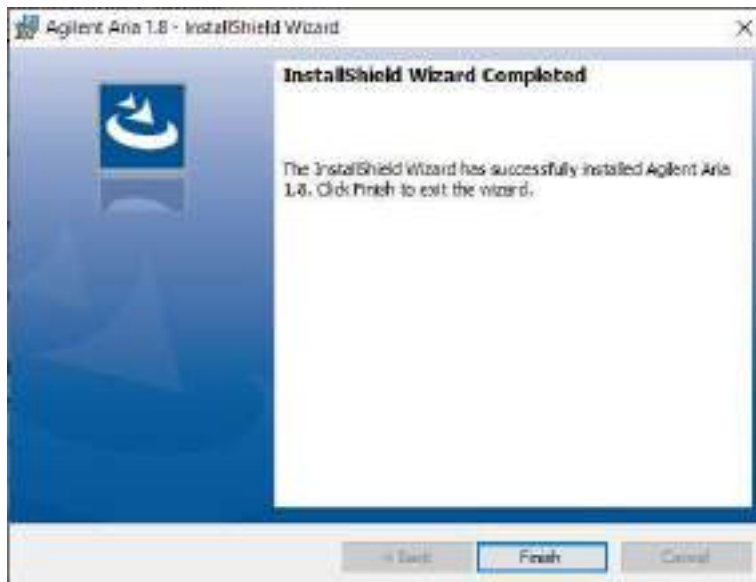 Agilent Aria 1.8 - InstallShield Wizard
InstallShield Wizard Completed
The InstallShield Wizard has successfully installed Agilent Aria
1.8. Click Finish to exit the wizard.
< Back Finish Cancel